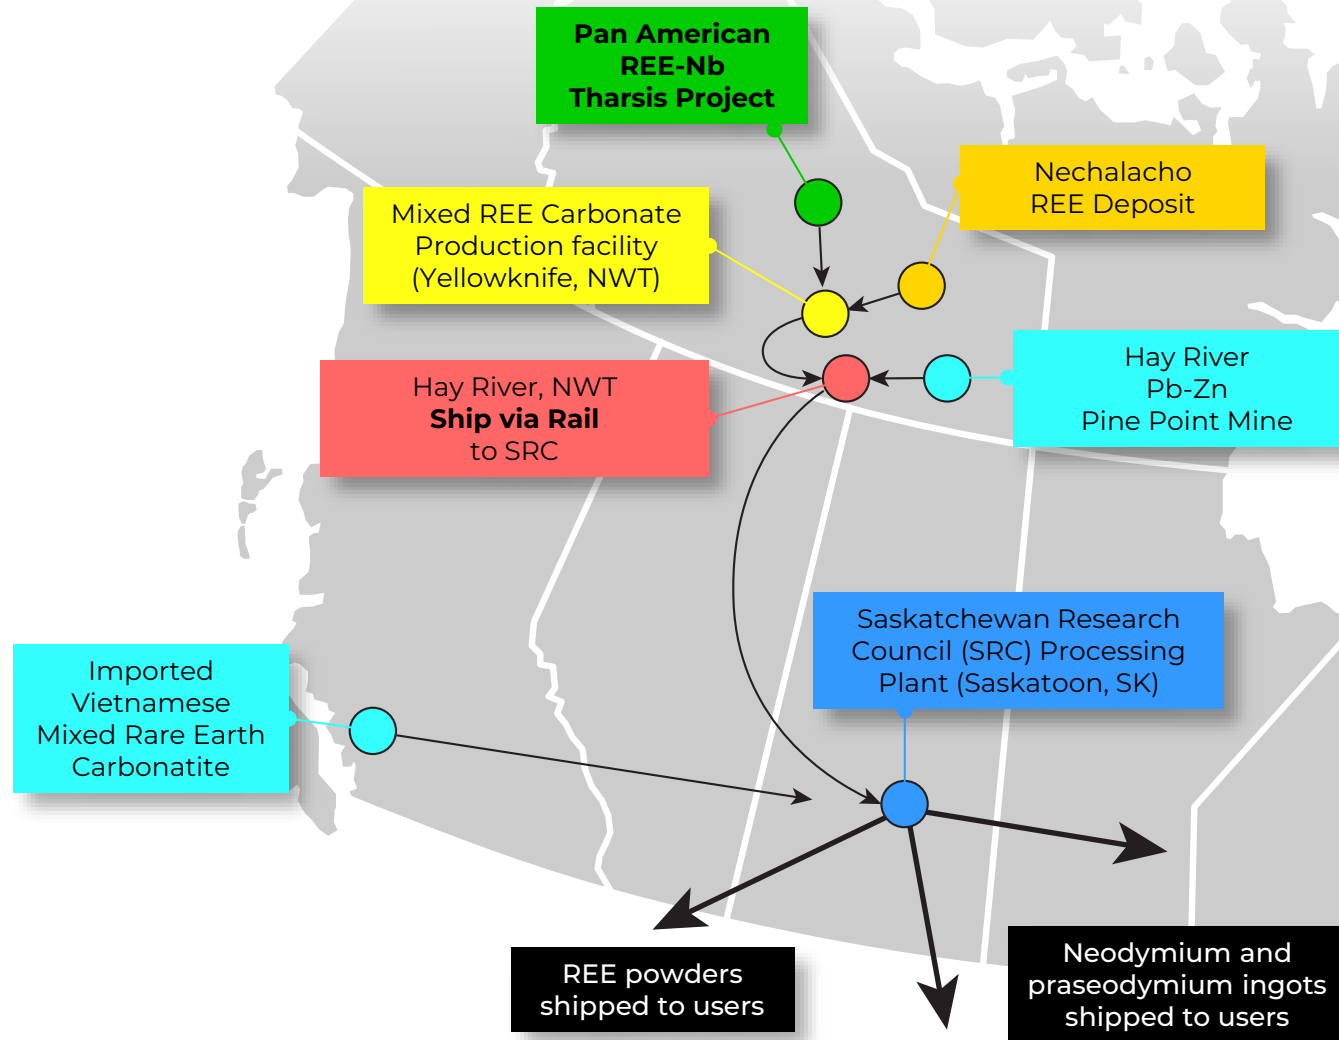 Pan American
REE-Nb
Tharsis Project
Nechalacho
REE Deposit
Mixed REE Carbonate
Production facility
(Yellowknife, NWT)
Hay River
Pb-Zn
Pine Point Mine
Hay River, NWT
Ship via Rail
to SRC
Saskatchewan Research
Council (SRC) Processing
Plant (Saskatoon, SK)
Imported
Vietnamese
Mixed Rare Earth
Carbonatite
REE powders
shipped to users
Neodymium and
praseodymium ingots
shipped to users